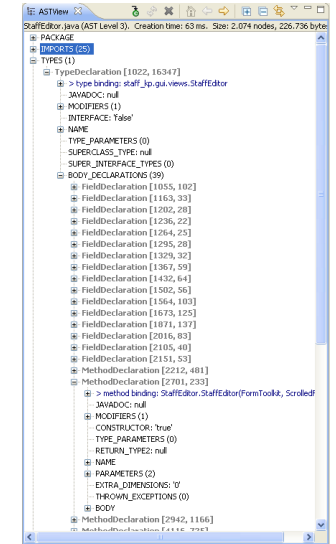 ASTView
StaffEditor.java (AST Level 3). Creation time: 63 ms. Size: 2.074 nodes, 226.736 byte
PACKAGE
IMPORTS (25)
TYPES (1)
TypeDeclaration [1022, 16347]
> type binding: staff_kp.gui.views.StaffEditor
JAVADOC: null
MODIFIERS (1)
INTERFACE: 'false'
NAME
TYPE_PARAMETERS (0)
SUPERCLASS_TYPE: null
SUPER_INTERFACE_TYPES (0)
BODY_DECLARATIONS (39)
FieldDeclaration [1055, 102]
FieldDeclaration [1163, 33]
FieldDeclaration [1202, 28]
FieldDeclaration [1236, 22]
FieldDeclaration [1264, 25]
FieldDeclaration [1295, 28]
FieldDeclaration [1329, 32]
FieldDeclaration [1367, 59]
FieldDeclaration [1432, 64]
FieldDeclaration [1502, 56]
FieldDeclaration [1564, 103]
FieldDeclaration [1673, 125]
FieldDeclaration [1871, 137]
FieldDeclaration [2016, 83]
FieldDeclaration [2105, 40]
FieldDeclaration [2151, 53]
MethodDeclaration [2212, 481]
MethodDeclaration [2701, 233]
> method binding: StaffEditor.StaffEditor(FormToolkit, ScrolledF
JAVADOC: null
MODIFIERS (1)
CONSTRUCTOR: 'true'
TYPE_PARAMETERS (0)
RETURN_TYPE2: null
NAME
PARAMETERS (2)
EXTRA_DIMENSIONS: '0'
THROWN_EXCEPTIONS (0)
BODY
MethodDeclaration [2942, 1166]
MethodDeclaration [4116, 725]